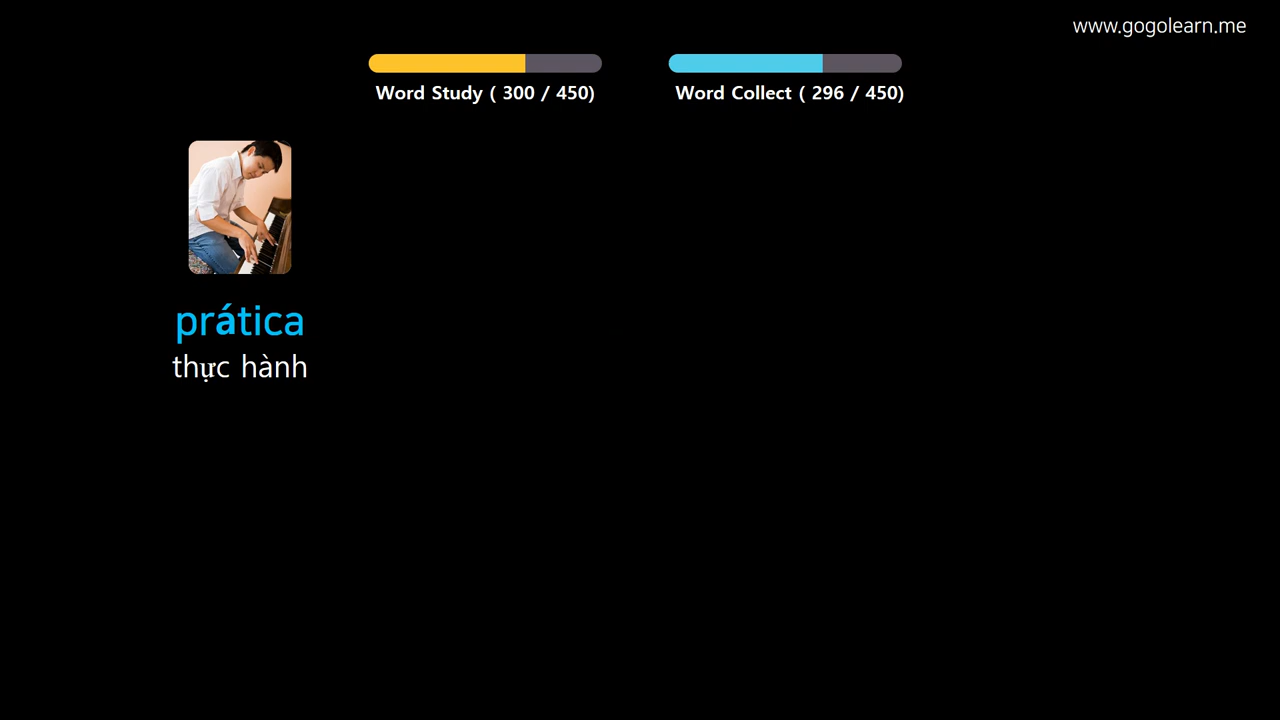 www.gogolearn.me
Word Study ( 300 / 450)
Word Collect ( 296 / 450)
prática
thực hành